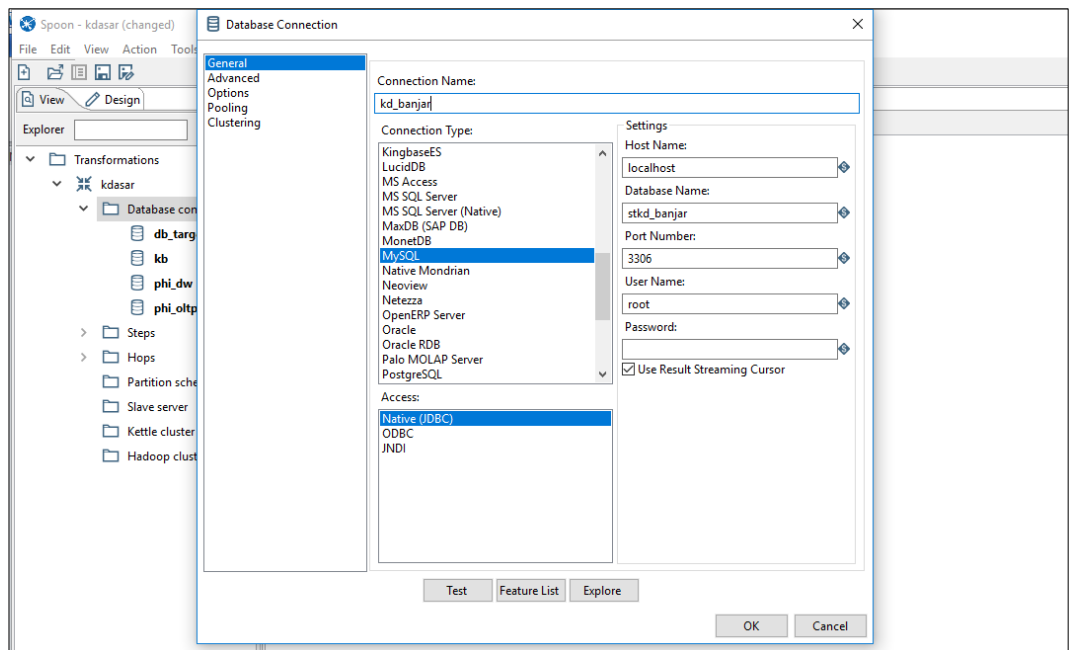 Spoon - kdasar (changed)
File Edit View Action Tools
View Design
Explorer
Transformations
kdasar
Database con
db_targ
kb
phi_dw
phi_oltp
Steps
Hops
Partition sche
Slave server
Kettle cluster
Hadoop clust
Database Connection
General
Advanced
Options
Pooling
Clustering
Connection Name:
kd_banjar
Connection Type:
KingbaseES
LucidDB
MS Access
MS SQL Server
MS SQL Server (Native)
MaxDB (SAP DB)
MonetDB
MySQL
Native Mondrian
Neoview
Netezza
OpenERP Server
Oracle
Oracle RDB
Palo MOLAP Server
PostgreSQL
Access:
Native (JDBC)
ODBC
JNDI
Settings
Host Name:
localhost
Database Name:
stkd_banjar
Port Number:
3306
User Name:
root
Password:
Use Result Streaming Cursor
Test Feature List Explore
OK Cancel